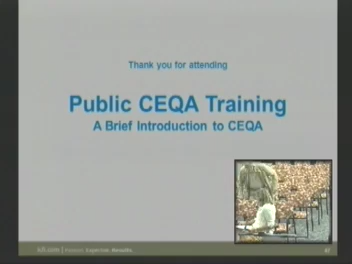 Thank you for attending
Public CEQA Training
A Brief Introduction to CEQA